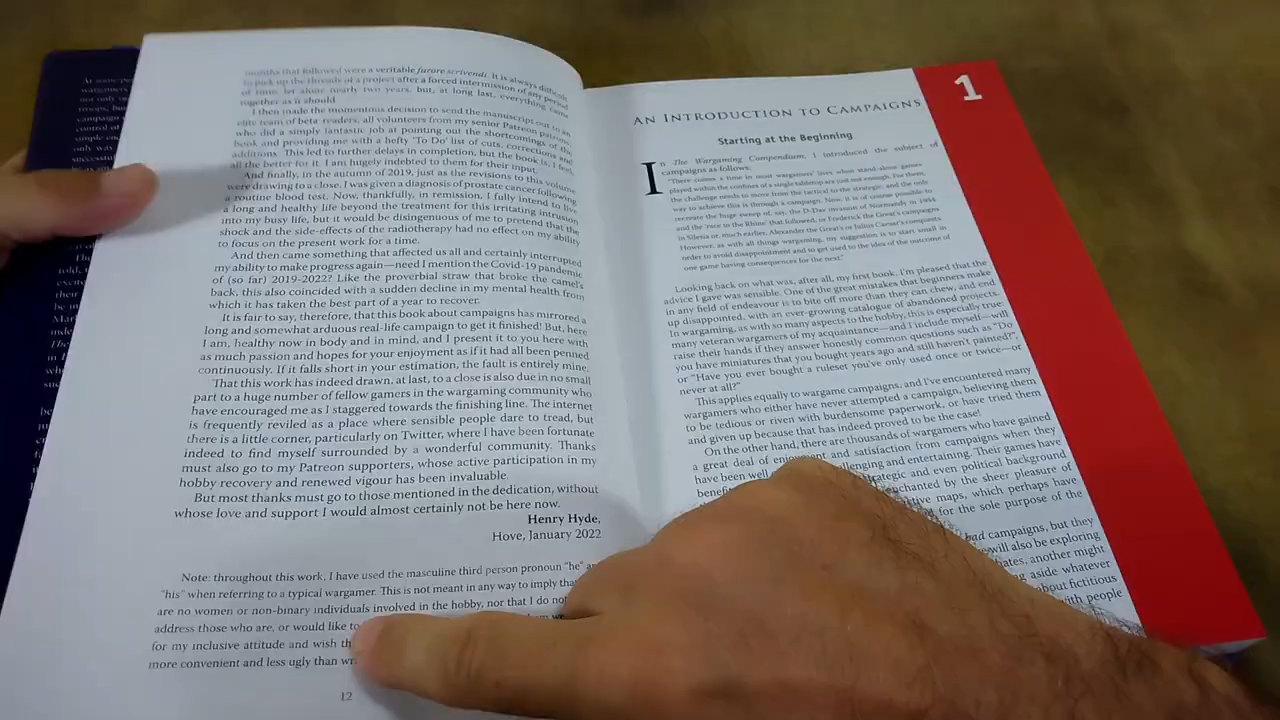 months that followed were a veritable furore scrivendi. It is always difficult
to pick up the threads of a project after a forced intermission of any period
of time, let alone nearly two years, but, at long last, everything came
together as it should.
I then made the momentous decision to send the manuscript out to an
elite team of beta-readers, all volunteers from my senior Patreon patrons,
who did a simply fantastic job at pointing out the shortcomings of the
book and providing me with a hefty "To Do" list of cuts, corrections and
additions. This led to further delays in completion, but the book is, I feel,
all the better for it. I am hugely indebted to them for their input.
And finally, in the autumn of 2019, just as the revisions to this volume
were drawing to a close, I was given a diagnosis of prostate cancer following
a routine blood test. Now, thankfully, in remission, I fully intend to live
a long and healthy life beyond the treatment for this irritating intrusion
into my busy life, but it would be disingenuous of me to pretend that the
shock and the side-effects of the radiotherapy had no effect on my ability
to focus on the present work for a time.
And then came something that affected us all and certainly interrupted
my ability to make progress again—need I mention the Covid-19 pandemic
of (so far) 2019-2022? Like the proverbial straw that broke the camel's
back, this also coincided with a sudden decline in my mental health from
which it has taken the best part of a year to recover.
It is fair to say, therefore, that this book about campaigns has mirrored a
long and somewhat arduous real-life campaign to get it finished! But, here
I am, healthy now in body and in mind, and I present it to you here with
as much passion and hopes for your enjoyment as if it had all been penned
continuously. If it falls short in your estimation, the fault is entirely mine.
That this work has indeed drawn, at last, to a close is also due in no small
part to a huge number of fellow gamers in the wargaming community who
have encouraged me as I staggered towards the finishing line. The internet
is frequently reviled as a place where sensible people dare to tread, but
there is a little corner, particularly on Twitter, where I have been fortunate
indeed to find myself surrounded by a wonderful community. Thanks
must also go to my Patreon supporters, whose active participation in my
hobby recovery and renewed vigour has been invaluable.
But most thanks must go to those mentioned in the dedication, without
whose love and support I would almost certainly not be here now.
Henry Hyde,
Hove, January 2022
Note: throughout this work, I have used the masculine third person pronoun "he"
"his" when referring to a typical wargamer. This is not meant in any way to imply
are no women or non-binary individuals involved in the hobby, nor that I do not
address those who are, or would like to
for my inclusive attitude and wish
more convenient and less ugly than
12
1
AN INTRODUCTION TO CAMPAIGNS
Starting at the Beginning
In The Wargaming Compendium, I introduced the subject of
campaigns as follows:
"There comes a time in most wargamers' lives when stand-alone games
played within the confines of a single tabletop are just not enough. For them,
the challenge needs to move from the tactical to the strategic, and the only
way to achieve this is through a campaign. Now, it is of course possible to
recreate the huge sweep of, say, the D-Day invasion of Normandy in 1944
and the 'race to the Rhine' that followed, or Frederick the Great's campaigns
in Silesia or, much earlier, Alexander the Great's or Julius Caesar's conquests.
However, as with all things wargaming, my suggestion is to start small in
order to avoid disappointment and to get used to the idea of the outcome of
one game having consequences for the next."
Looking back on what was, after all, my first book, I'm pleased that the
advice I gave was sensible. One of the great mistakes that beginners make
in any field of endeavour is to bite off more than they can chew, and end
up disappointed, with an ever-growing catalogue of abandoned projects.
In wargaming, as with so many aspects to the hobby, this is especially true:
many veteran wargamers of my acquaintance—and I include myself—will
raise their hands if they answer honestly common questions such as "Do
you have miniatures that you bought years ago and still haven't painted?",
or "Have you ever bought a ruleset you've only used once or twice—or
never at all?"
This applies equally to wargame campaigns, and I've encountered many
wargamers who either have never attempted a campaign, believing them
to be tedious or riven with burdensome paperwork, or have tried them
and given up because that has indeed proved to be the case!
On the other hand, there are thousands of wargamers who have gained
a great deal of enjoyment and satisfaction from campaigns when they
have been well challenging and entertaining. Their games have
strategic and even political background
enchanted by the sheer pleasure of
maps, which perhaps have
for the sole purpose of the
bad campaigns, but they
will also be exploring
another might
aside whatever
about fictitious
with people